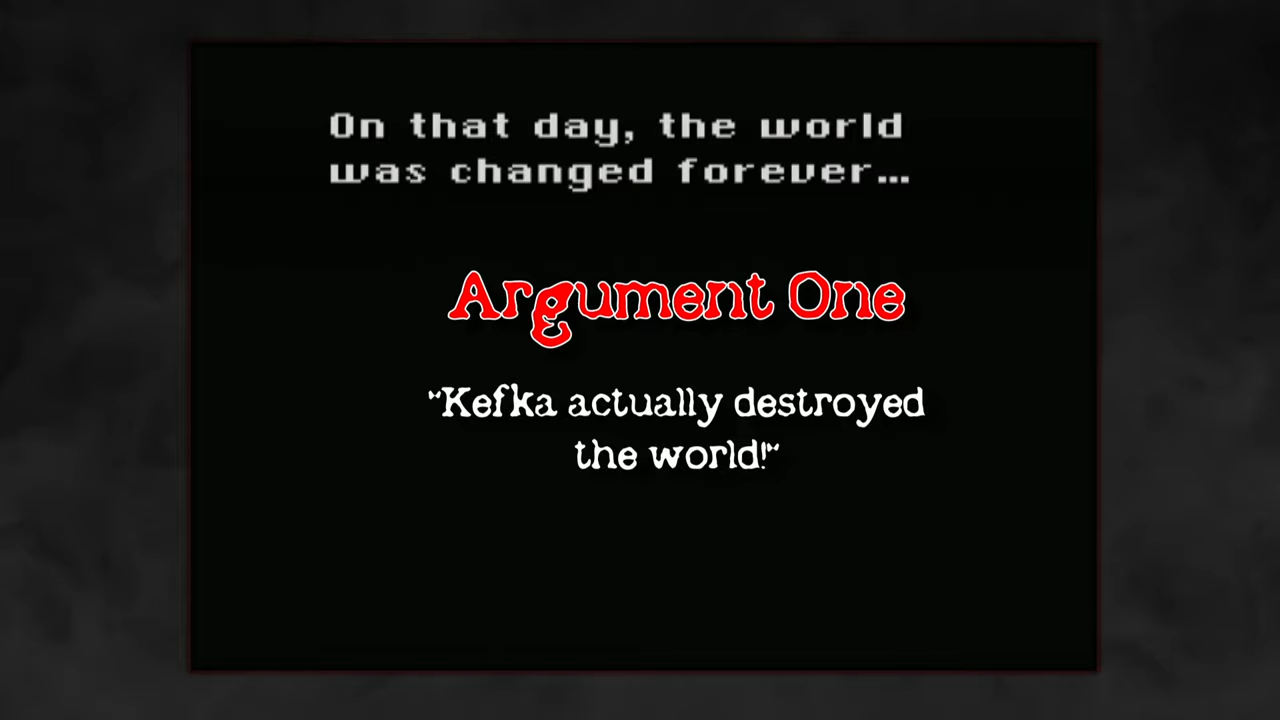 On that day, the world
was changed forever...
Argument One
"Kefka actually destroyed
the world!"